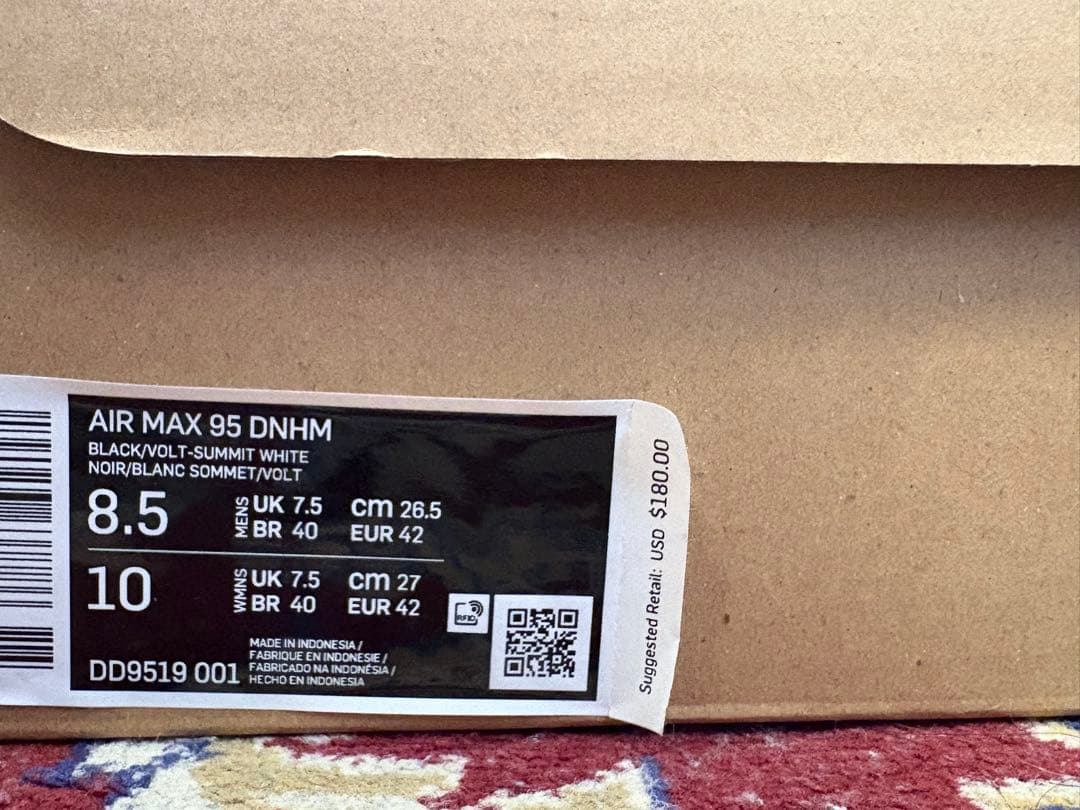 AIR MAX 95 DNHM
BLACK/VOLT-SUMMIT WHITE
NOIR/BLANC SOMMET/VOLT
8.5
MENS
UK 7.5 cm 26.5
BR 40 EUR 42
10
WMNS
UK 7.5 cm 27
BR 40 EUR 42
RFID
MADE IN INDONESIA /
FABRIQUE EN INDONESIE /
FABRICADO NA INDONÉSIA /
HECHO EN INDONESIA
DD9519 001
Suggested Retail: USD $180.00